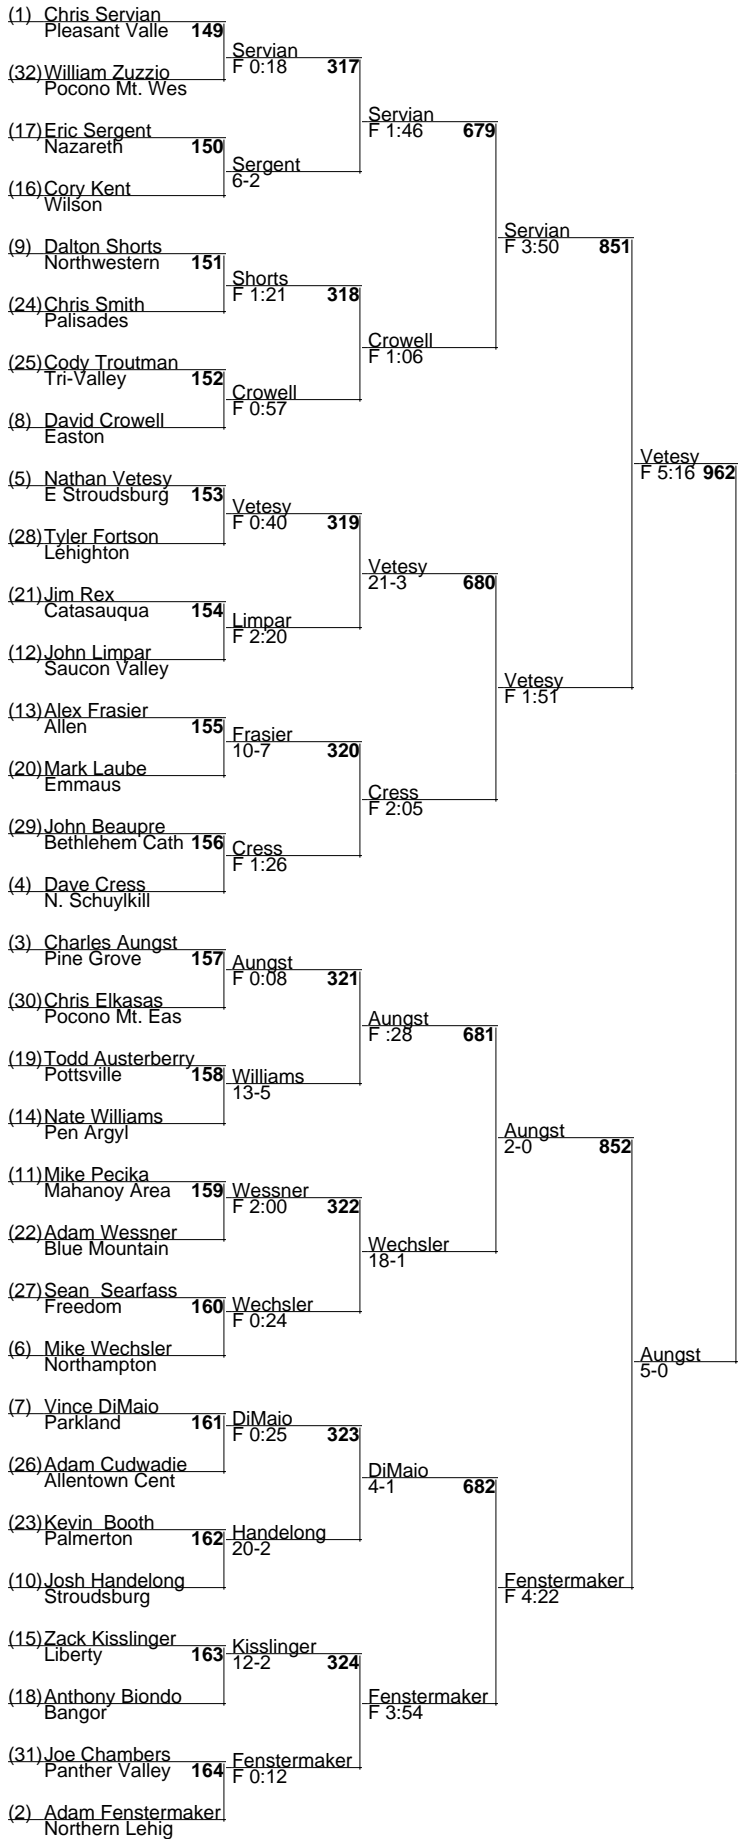 (1) Chris Servian
Pleasant Valle 149
Servian
F 0:18 317
(32) William Zuzzio
Pocono Mt. Wes
Servian
F 1:46 679
(17) Eric Sergent
Nazareth 150
Sergent
6-2
(16) Cory Kent
Wilson
Servian
F 3:50 851
(9) Dalton Shorts
Northwestern 151
Shorts
F 1:21 318
(24) Chris Smith
Palisades
Crowell
F 1:06
(25) Cody Troutman
Tri-Valley 152
Crowell
F 0:57
(8) David Crowell
Easton
Vetesy
F 5:16 962
(5) Nathan Vetesy
E Stroudsburg 153
Vetesy
F 0:40 319
(28) Tyler Fortson
Lehighton
Vetesy
21-3 680
(21) Jim Rex
Catasauqua 154
Limpar
F 2:20
(12) John Limpar
Saucon Valley
Vetesy
F 1:51
(13) Alex Frasier
Allen 155
Frasier
10-7 320
(20) Mark Laube
Emmaus
Cress
F 2:05
(29) John Beaupre
Bethlehem Cath 156
Cress
F 1:26
(4) Dave Cress
N. Schuylkill
(3) Charles Aungst
Pine Grove 157
Aungst
F 0:08 321
(30) Chris Elkasas
Pocono Mt. Eas
Aungst
F :28 681
(19) Todd Austerberry
Pottsville 158
Williams
13-5
(14) Nate Williams
Pen Argyl
Aungst
2-0 852
(11) Mike Pecika
Mahanoy Area 159
Wessner
F 2:00 322
(22) Adam Wessner
Blue Mountain
Wechsler
18-1
(27) Sean Searfass
Freedom 160
Wechsler
F 0:24
(6) Mike Wechsler
Northampton
Aungst
5-0
(7) Vince DiMaio
Parkland 161
DiMaio
F 0:25 323
(26) Adam Cudwadie
Allentown Cent
DiMaio
4-1 682
(23) Kevin Booth
Palmerton 162
Handelong
20-2
(10) Josh Handelong
Stroudsburg
Fenstermaker
F 4:22
(15) Zack Kisslinger
Liberty 163
Kisslinger
12-2 324
(18) Anthony Biondo
Bangor
Fenstermaker
F 3:54
(31) Joe Chambers
Panther Valley 164
Fenstermaker
F 0:12
(2) Adam Fenstermaker
Northern Lehig